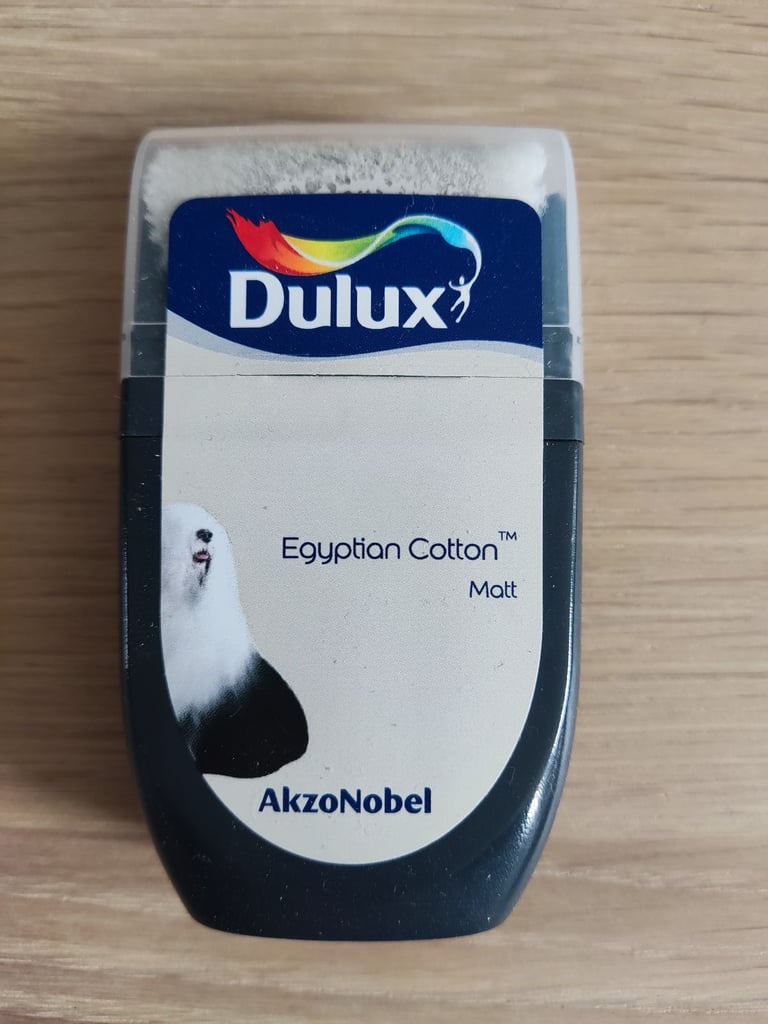 Dulux
Egyptian Cotton™
Matt
AkzoNobel